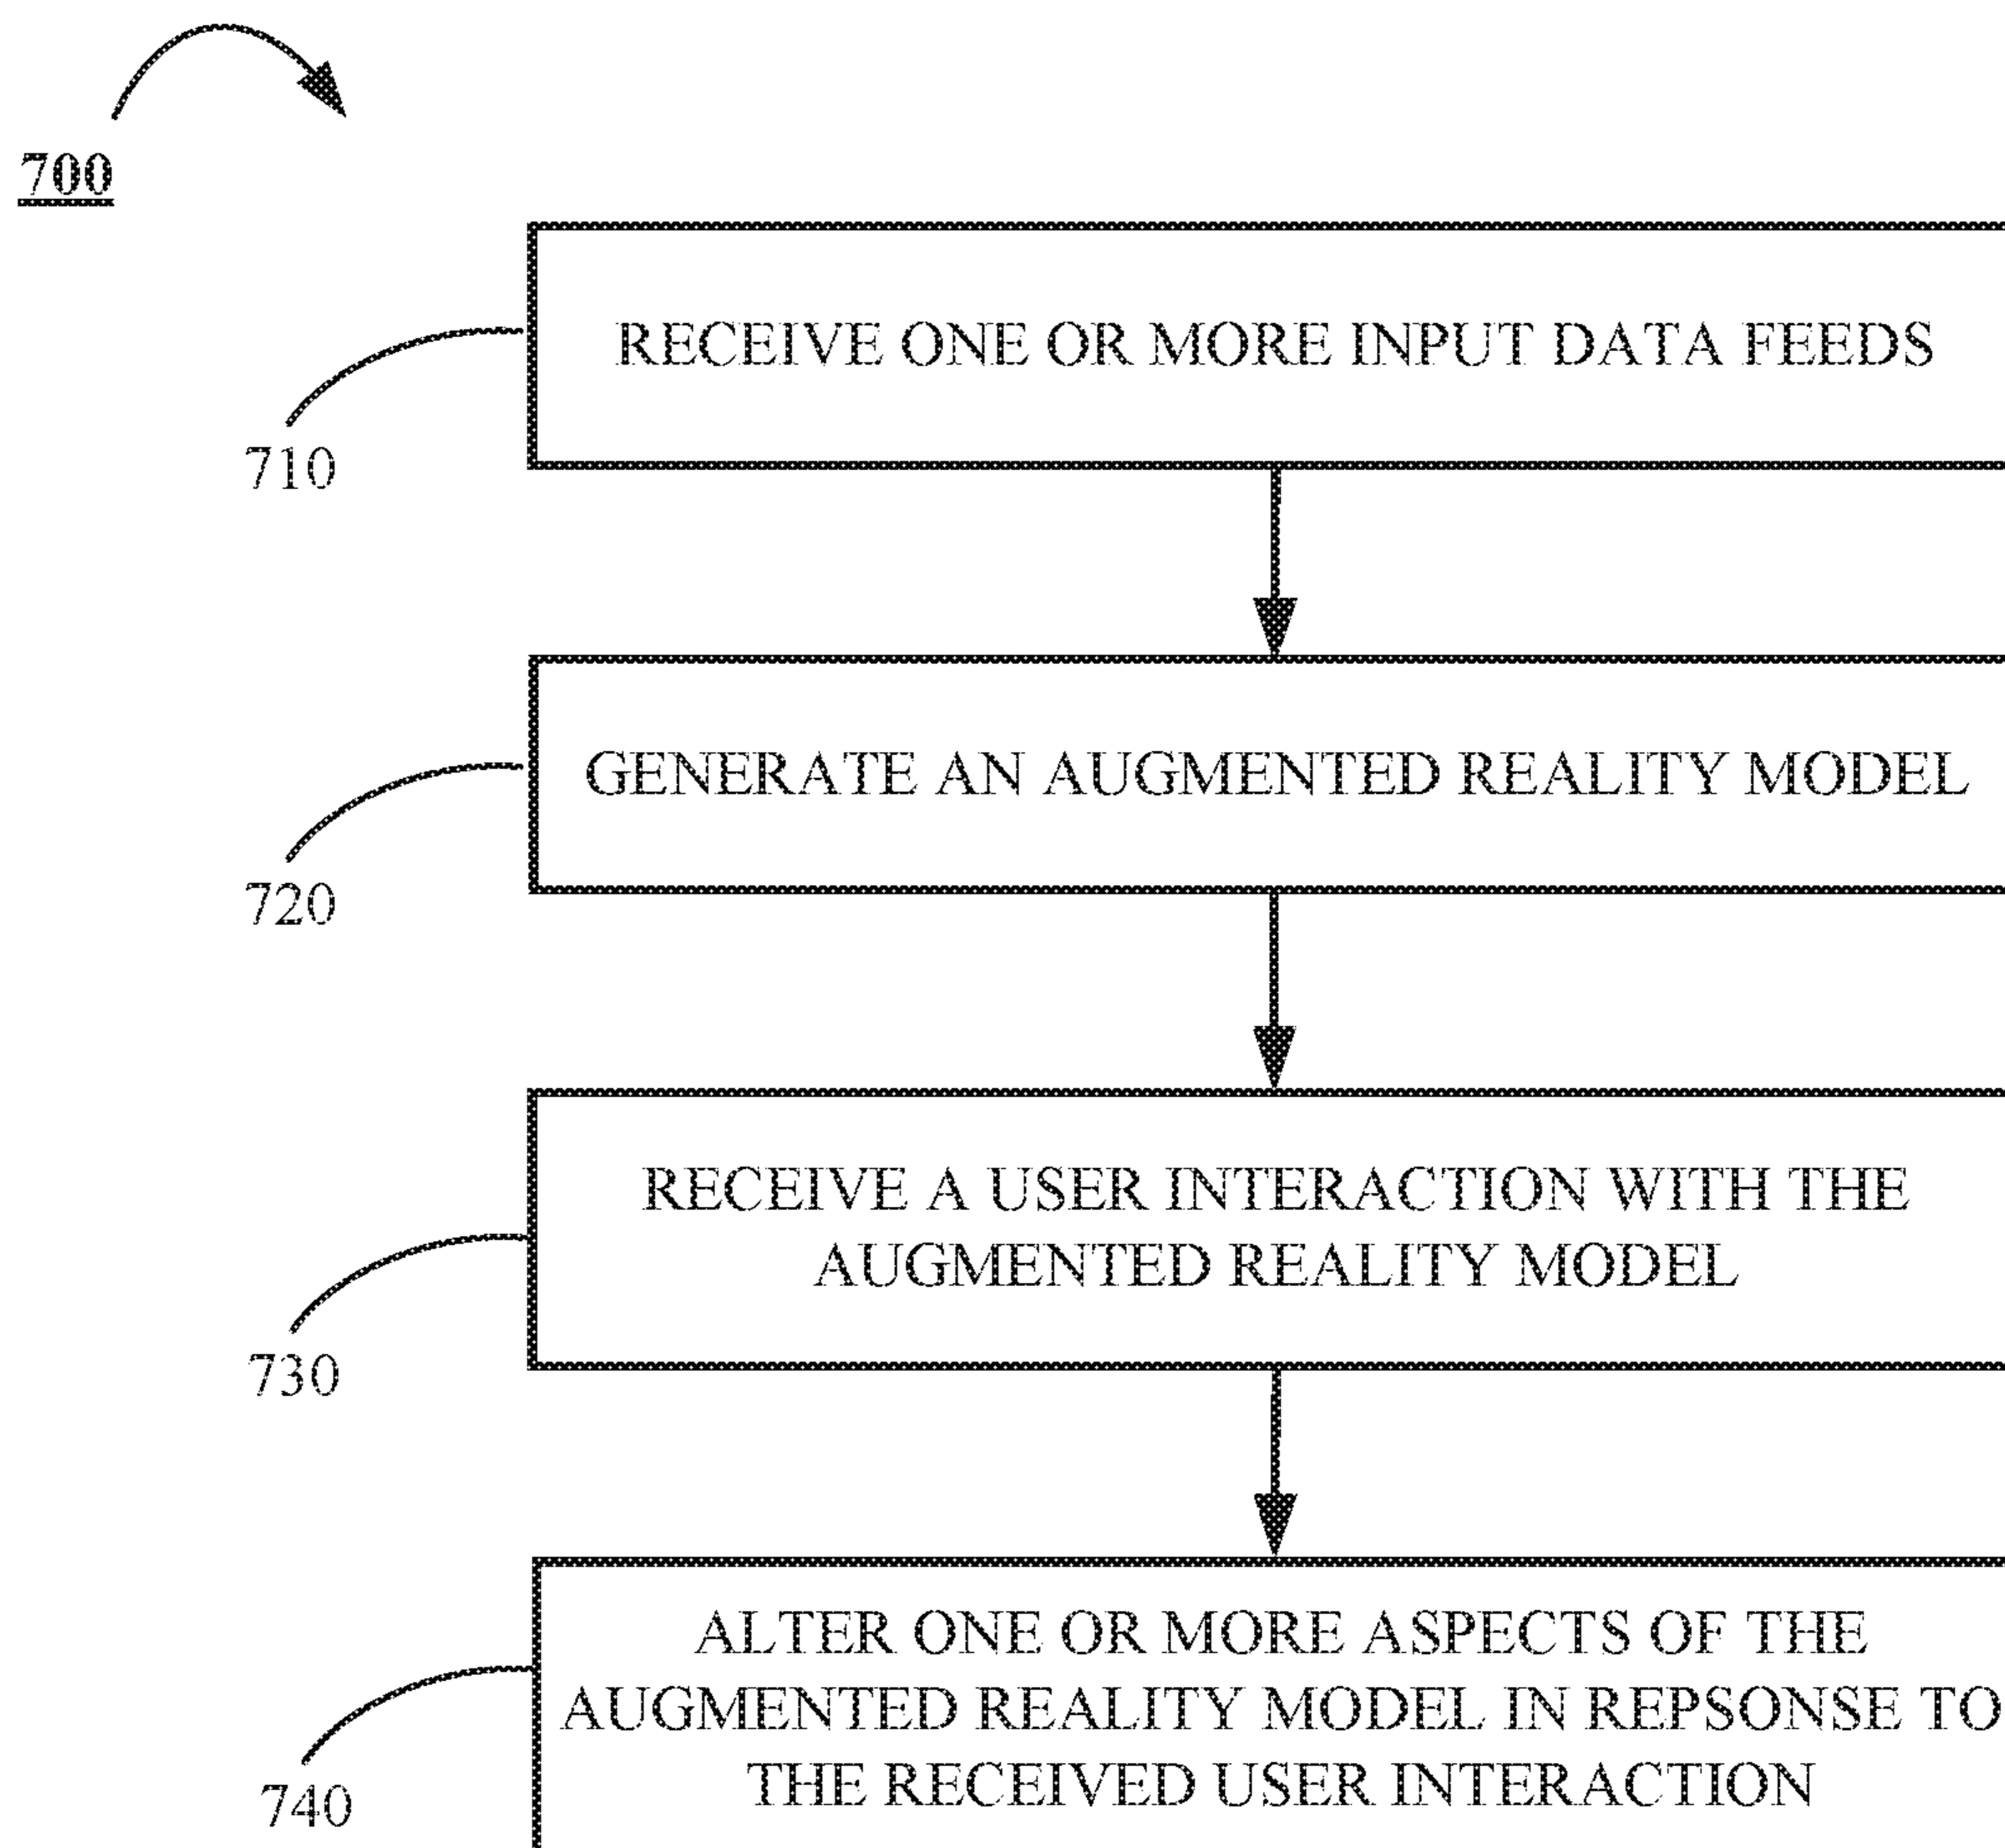 700
RECEIVE ONE OR MORE INPUT DATA FEEDS
710
GENERATE AN AUGMENTED REALITY MODEL
720
RECEIVE A USER INTERACTION WITH THE
AUGMENTED REALITY MODEL
730
ALTER ONE OR MORE ASPECTS OF THE
AUGMENTED REALITY MODEL IN REPSONSE TO
THE RECEIVED USER INTERACTION
740